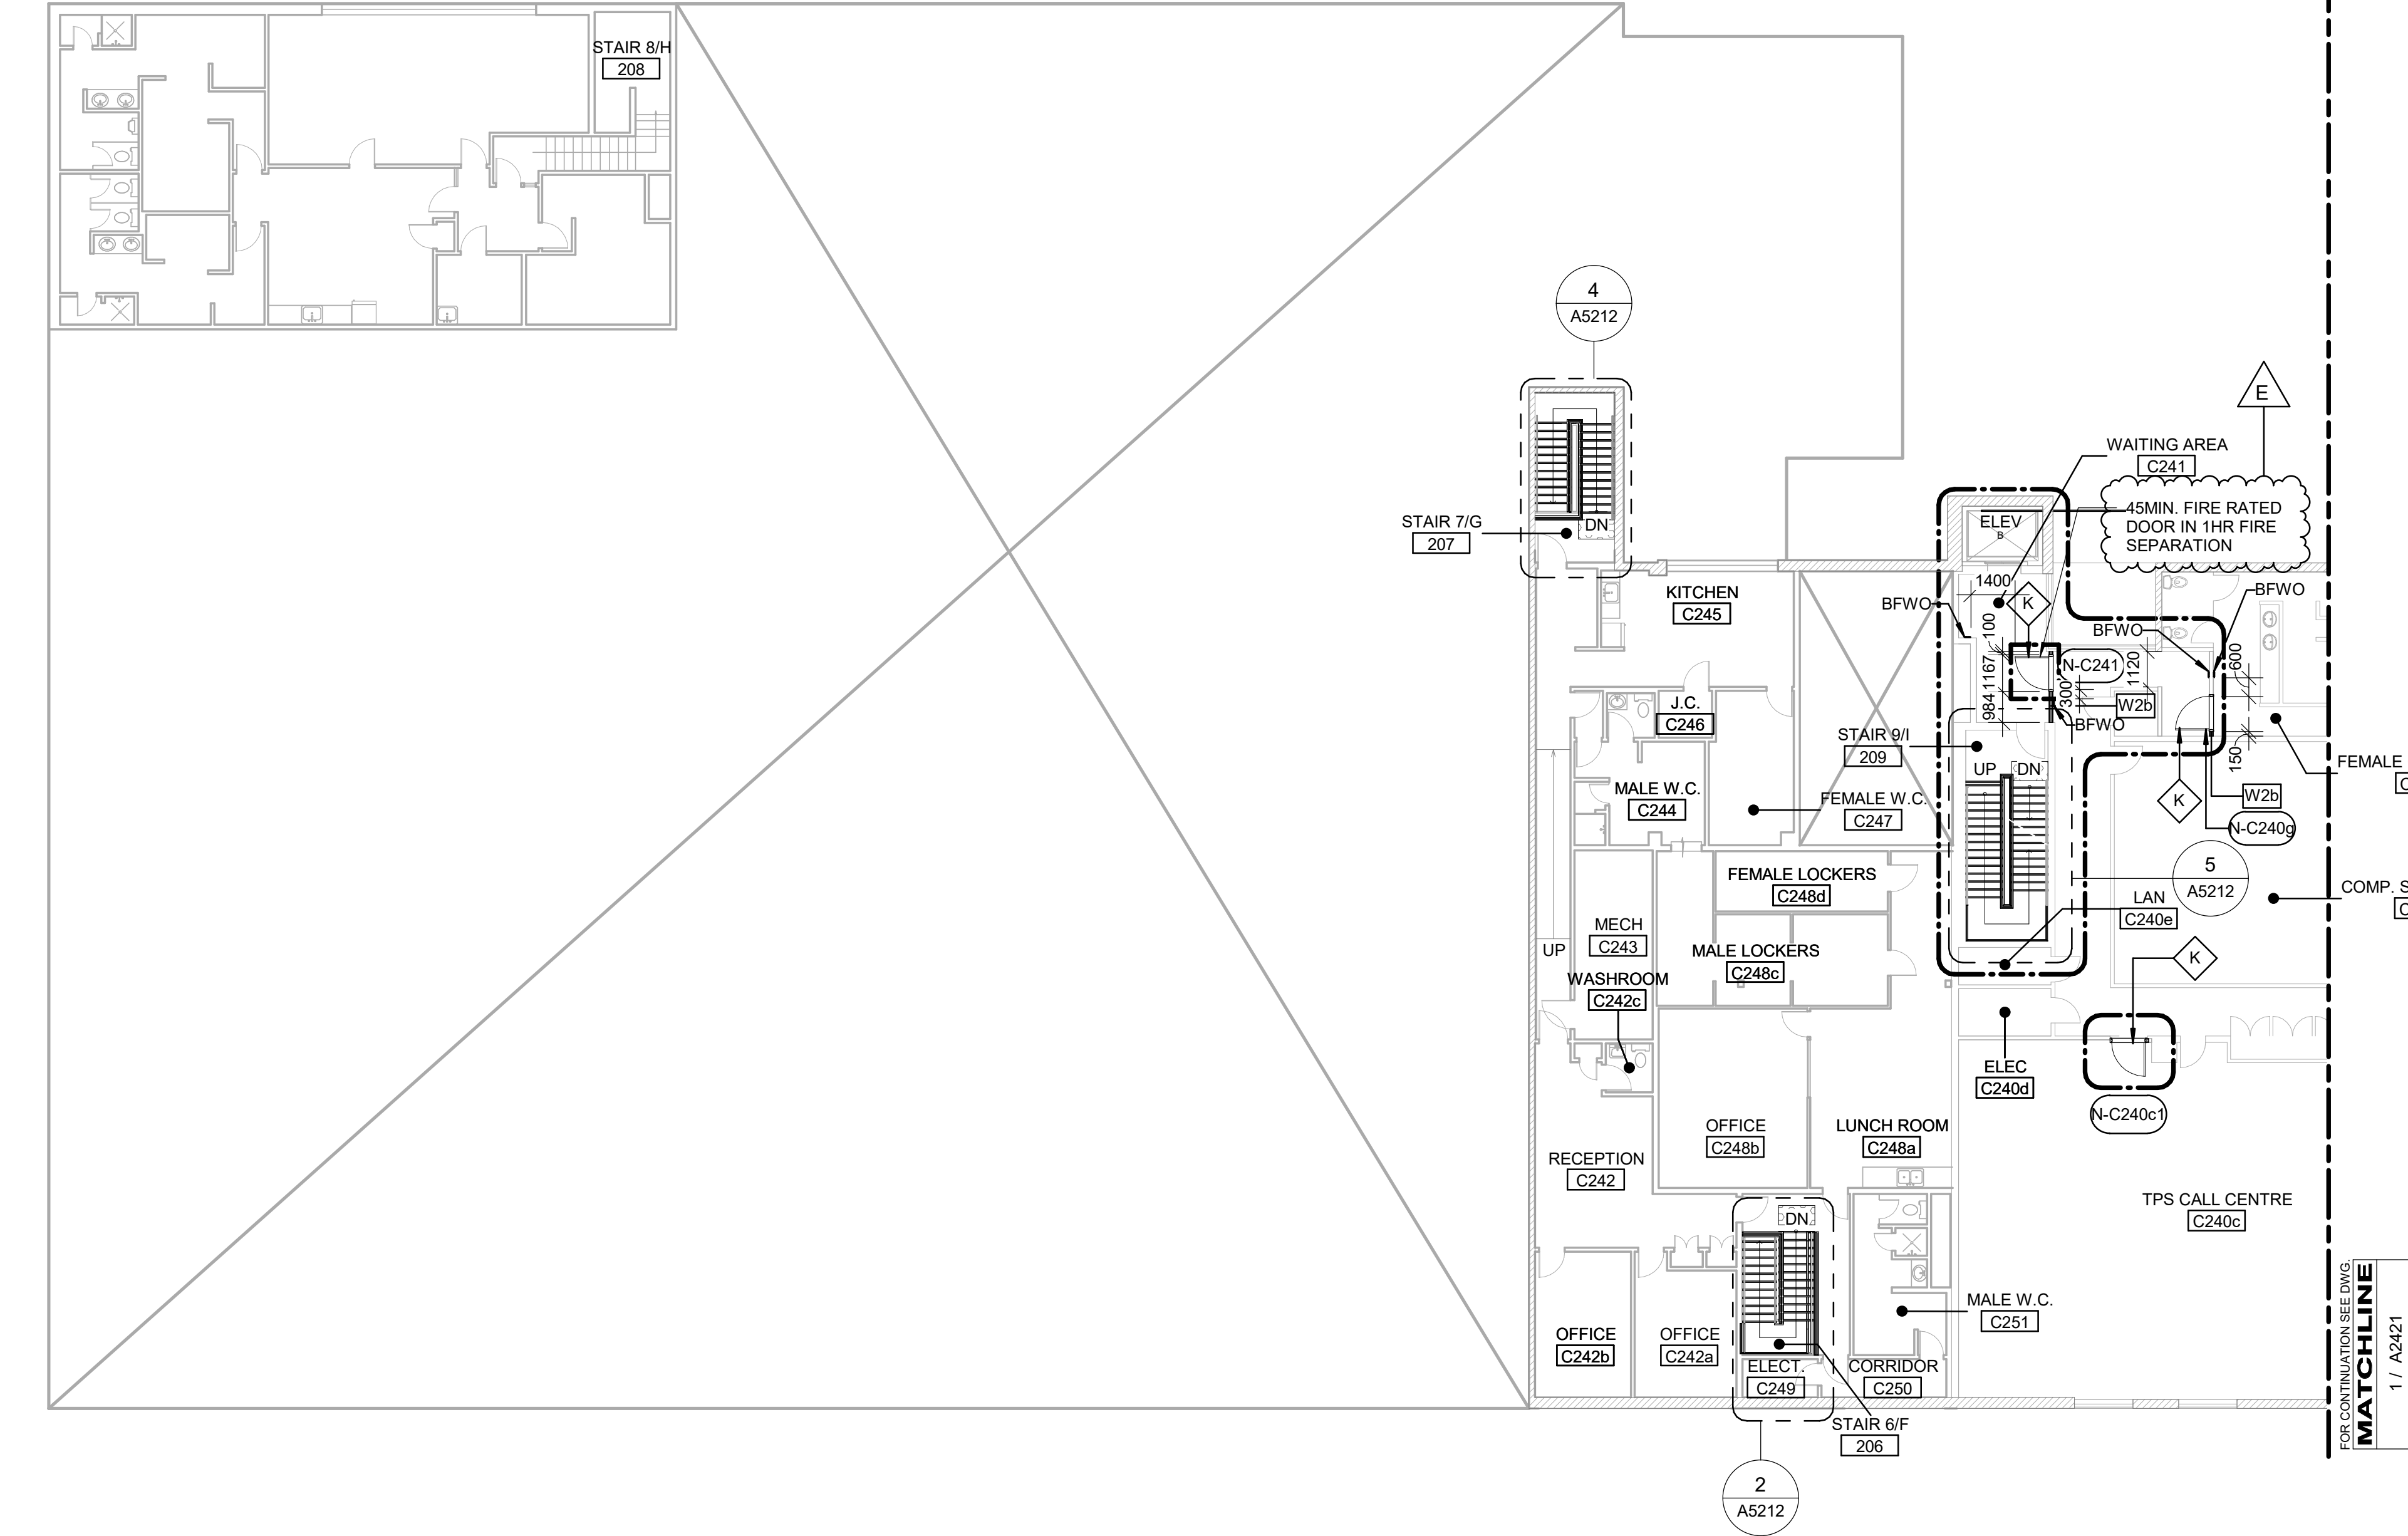 STAIR 8/H
208
4
A5212
E
WAITING AREA
C241
45MIN. FIRE RATED
DOOR IN 1HR FIRE
SEPARATION
STAIR 7/G
207
DN
ELEV
B
KITCHEN
C245
1400
K
BFWO
BFWO
BFWO
100
1167
984
N-C241
1120
600
300
W2b
BFWO
J.C.
C246
STAIR 9/I
209
UP
DN
150
FEMALE
C
MALE W.C.
C244
FEMALE W.C.
C247
K
W2b
N-C240g
5
A5212
FEMALE LOCKERS
C248d
LAN
C240e
COMP. S
C
MECH
C243
UP
MALE LOCKERS
C248c
K
WASHROOM
C242c
ELEC
C240d
N-C240c1
OFFICE
C248b
LUNCH ROOM
C248a
RECEPTION
C242
TPS CALL CENTRE
C240c
DN
MALE W.C.
C251
OFFICE
C242b
OFFICE
C242a
ELECT.
C249
CORRIDOR
C250
STAIR 6/F
206
2
A5212
FOR CONTINUATION SEE DWG.
MATCHLINE
1 / A2421